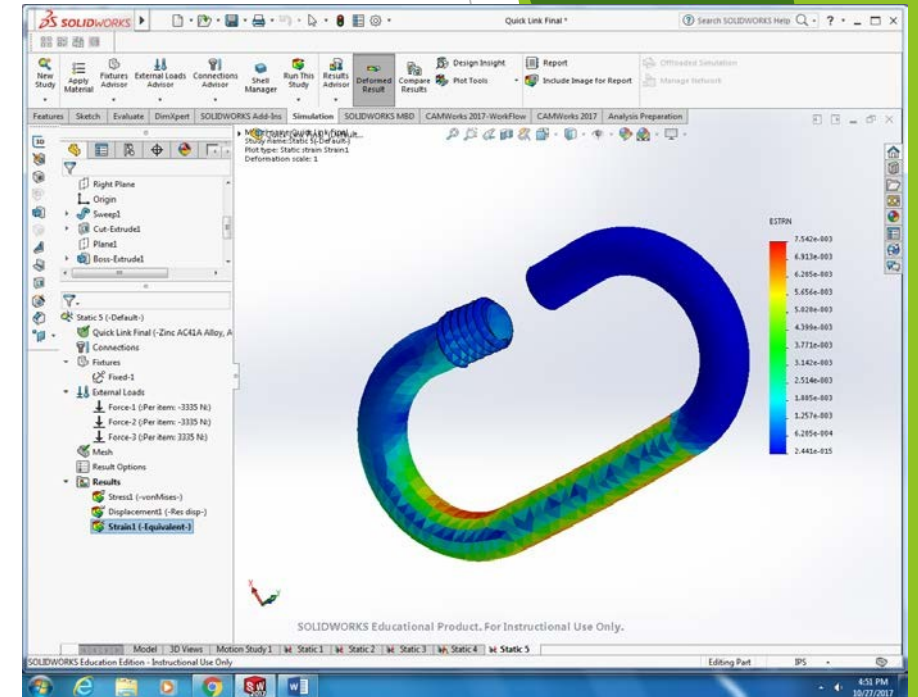 SOLIDWORKS
Quick Link Final *
Search SOLIDWORKS Help
New Study
Apply Material
Fixtures Advisor
External Loads Advisor
Connections Advisor
Shell Manager
Run This Study
Results Advisor
Deformed Result
Compare Results
Design Insight
Plot Tools
Report
Include Image for Report
Offloaded Simulation
Manage Network
Features Sketch Evaluate DimXpert SOLIDWORKS Add-Ins Simulation SOLIDWORKS MBD CAMWorks 2017-WorkFlow CAMWorks 2017 Analysis Preparation
Study name: Static 5(-Default-)
Plot type: Static strain Strain1
Deformation scale: 1
Right Plane
Origin
Sweep1
Cut-Extrude1
Plane1
Boss-Extrude1
Static 5 (-Default-)
Quick Link Final (-Zinc AC41A Alloy, A
Connections
Fixtures
Fixed-1
External Loads
Force-1 (:Per item: -3335 N:)
Force-2 (:Per item: -3335 N:)
Force-3 (:Per item: 3335 N:)
Mesh
Result Options
Results
Stress1 (-vonMises-)
Displacement1 (-Res disp-)
Strain1 (-Equivalent-)
ESTRN
7.542e-003
6.913e-003
6.285e-003
5.656e-003
5.028e-003
4.399e-003
3.771e-003
3.142e-003
2.514e-003
1.885e-003
1.257e-003
6.285e-004
2.441e-015
SOLIDWORKS Educational Product. For Instructional Use Only.
Model 3D Views Motion Study 1 Static 1 Static 2 Static 3 Static 4 Static 5
SOLIDWORKS Education Edition - Instructional Use Only
Editing Part IPS
4:51 PM
10/27/2017